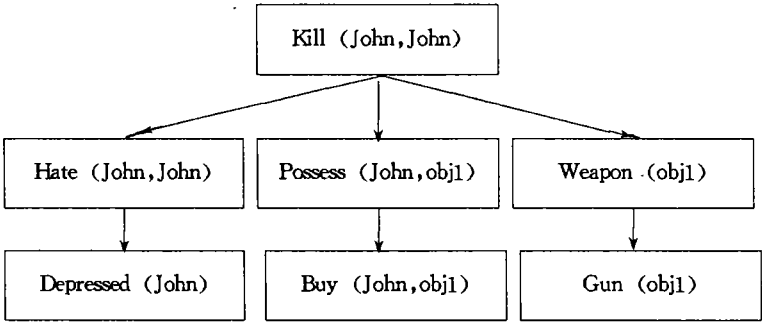 Kill (John,John)
Hate (John,John)
Possess (John,obj1)
Weapon (obj1)
Depressed (John)
Buy (John,obj1)
Gun (obj1)